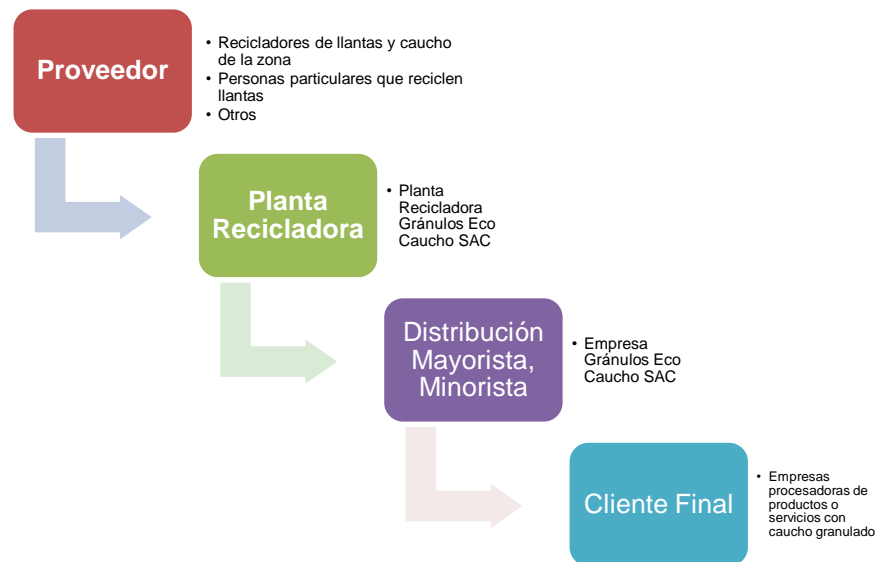 Proveedor
• Recicladores de llantas y caucho
de la zona
• Personas particulares que reciclen
llantas
• Otros
Planta
Recicladora
• Planta
Recicladora
Gránulos Eco
Caucho SAC
Distribución
Mayorista,
Minorista
• Empresa
Gránulos Eco
Caucho SAC
Cliente Final
• Empresas
procesadoras de
productos o
servicios con
caucho granulado